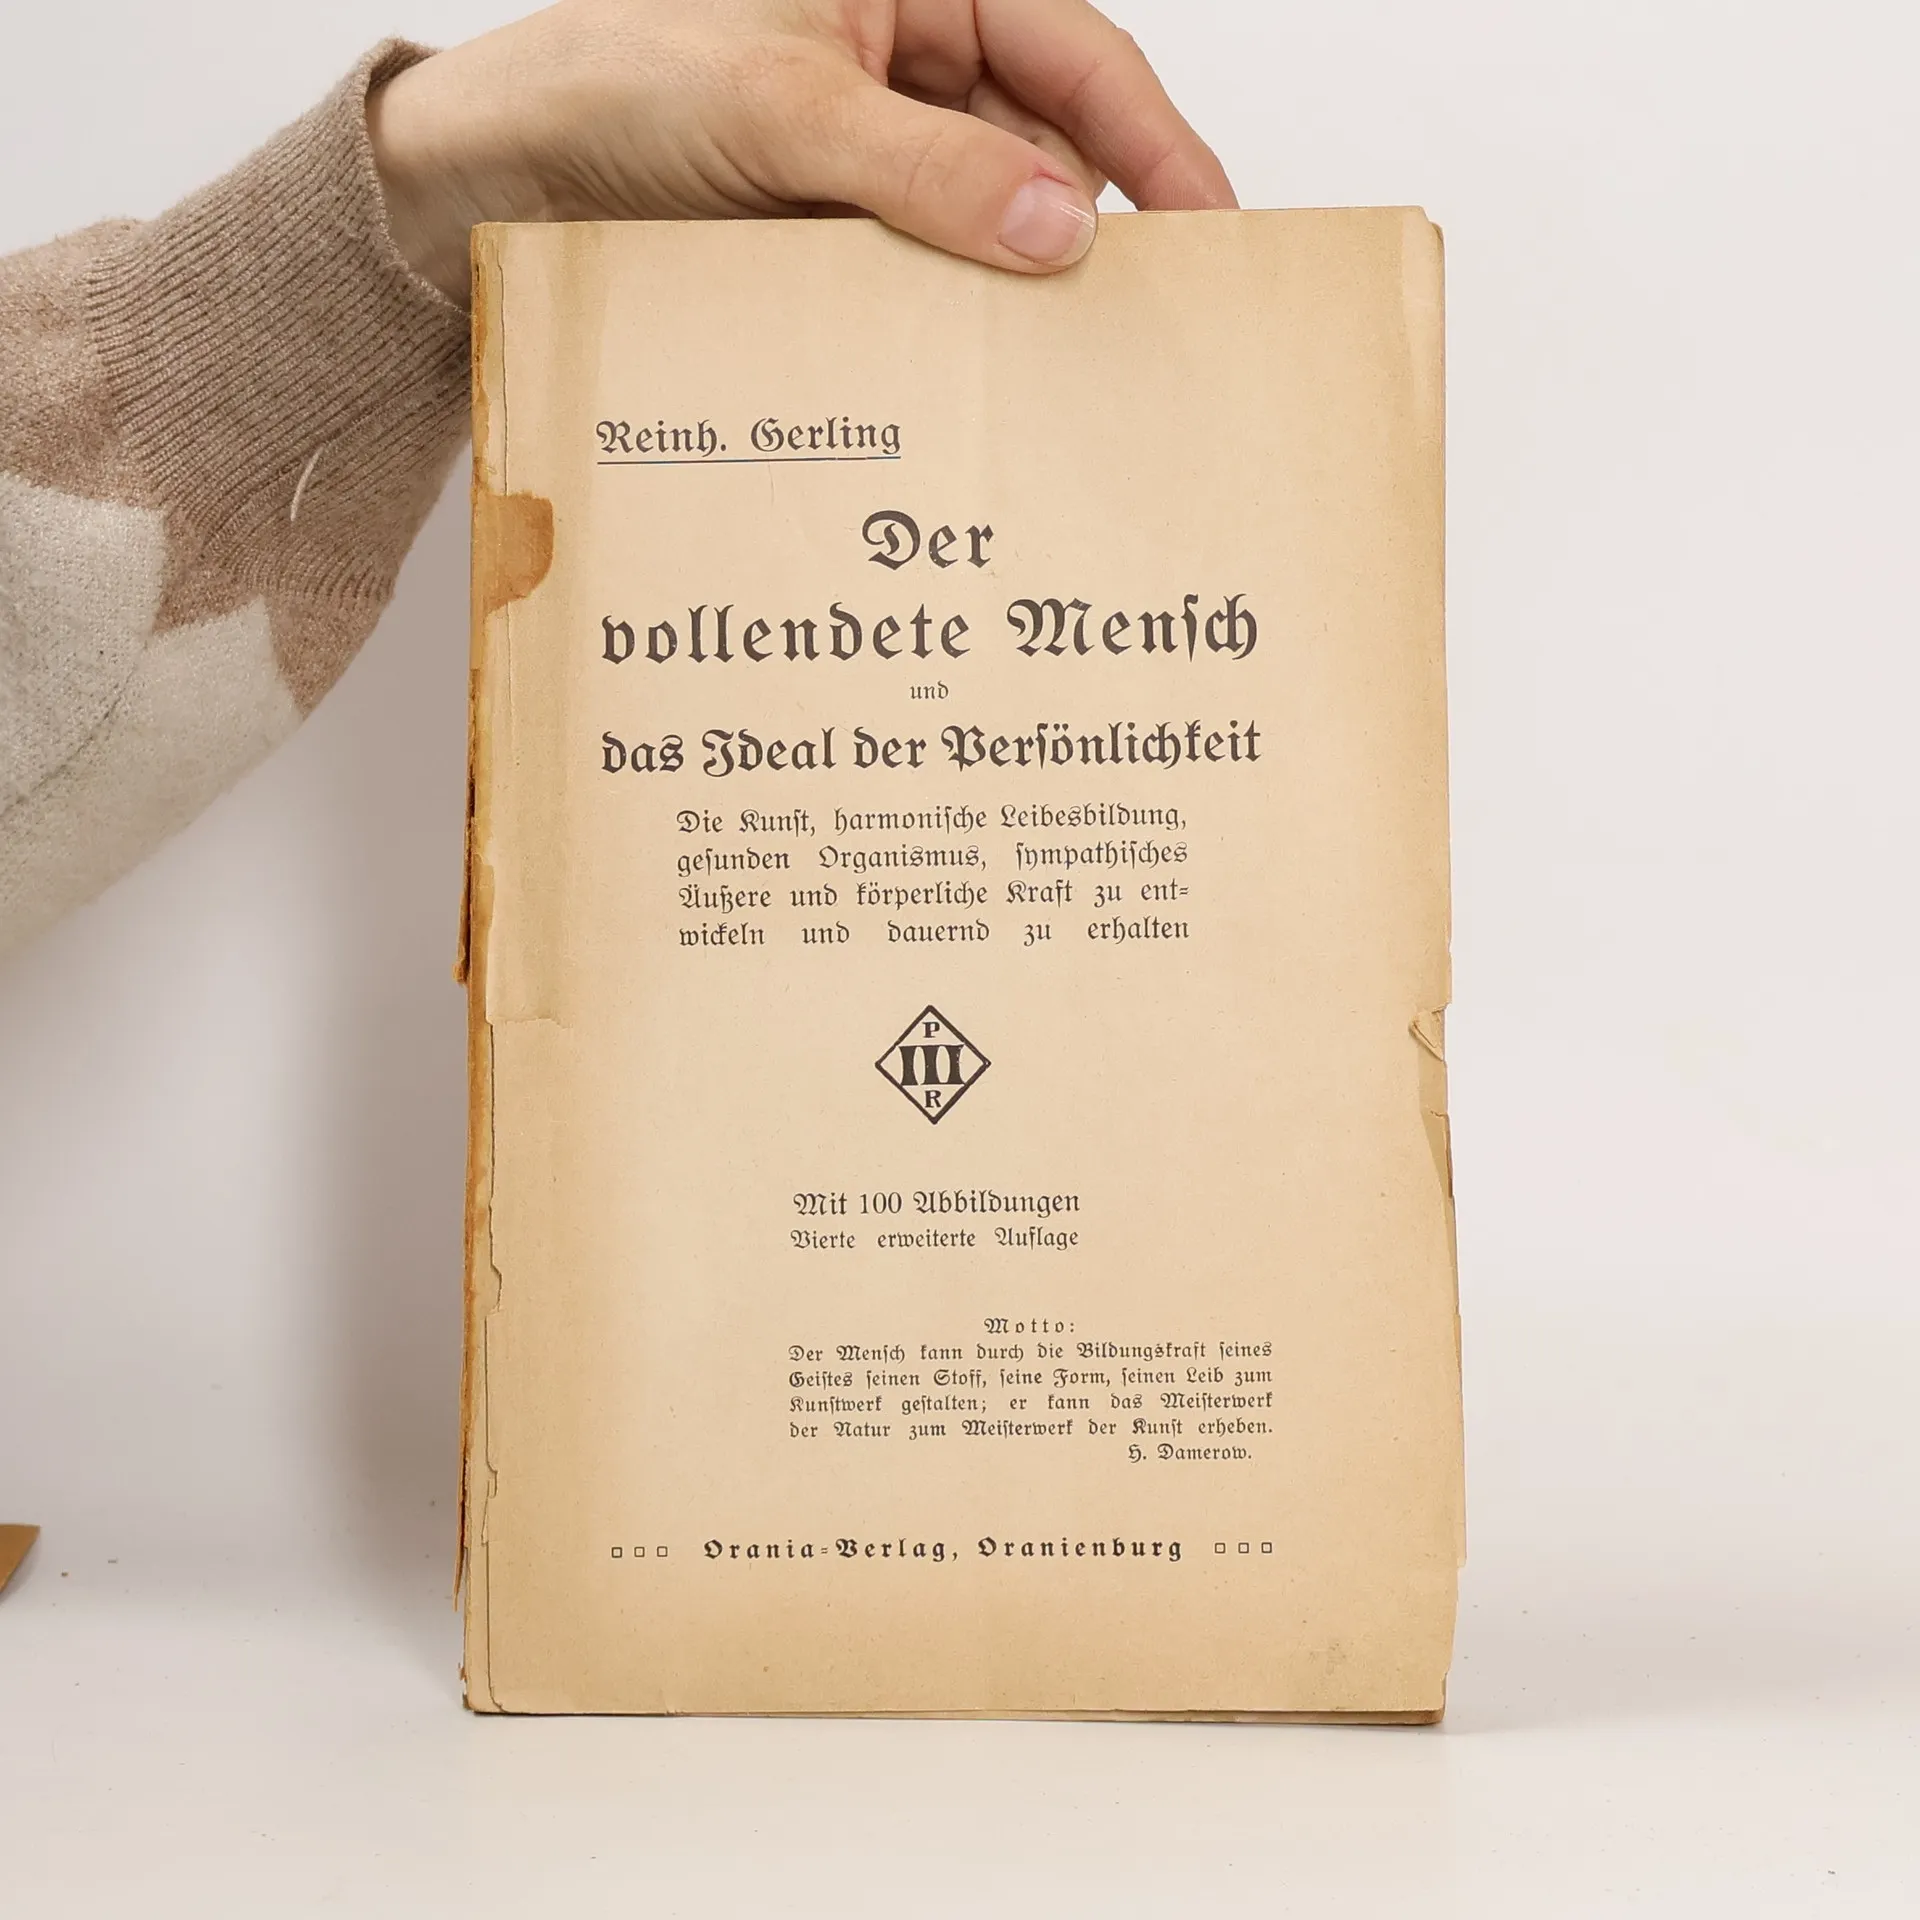 Reinh. Gerling
Der
vollendete Menſch
und
das Ideal der Perſönlichkeit
Die Kunſt, harmoniſche Leibesbildung,
geſunden Organismus, ſympathiſches
Äußere und körperliche Kraft zu ent⸗
wickeln und dauernd zu erhalten
P
III
R
Mit 100 Abbildungen
Vierte erweiterte Auflage
Motto:
Der Menſch kann durch die Bildungskraft ſeines
Geiſtes ſeinen Stoff, ſeine Form, ſeinen Leib zum
Kunſtwerk geſtalten; er kann das Meiſterwerk
der Natur zum Meiſterwerk der Kunſt erheben.
H. Damerow.
□ □ □ Orania⸗Verlag, Oranienburg □ □ □